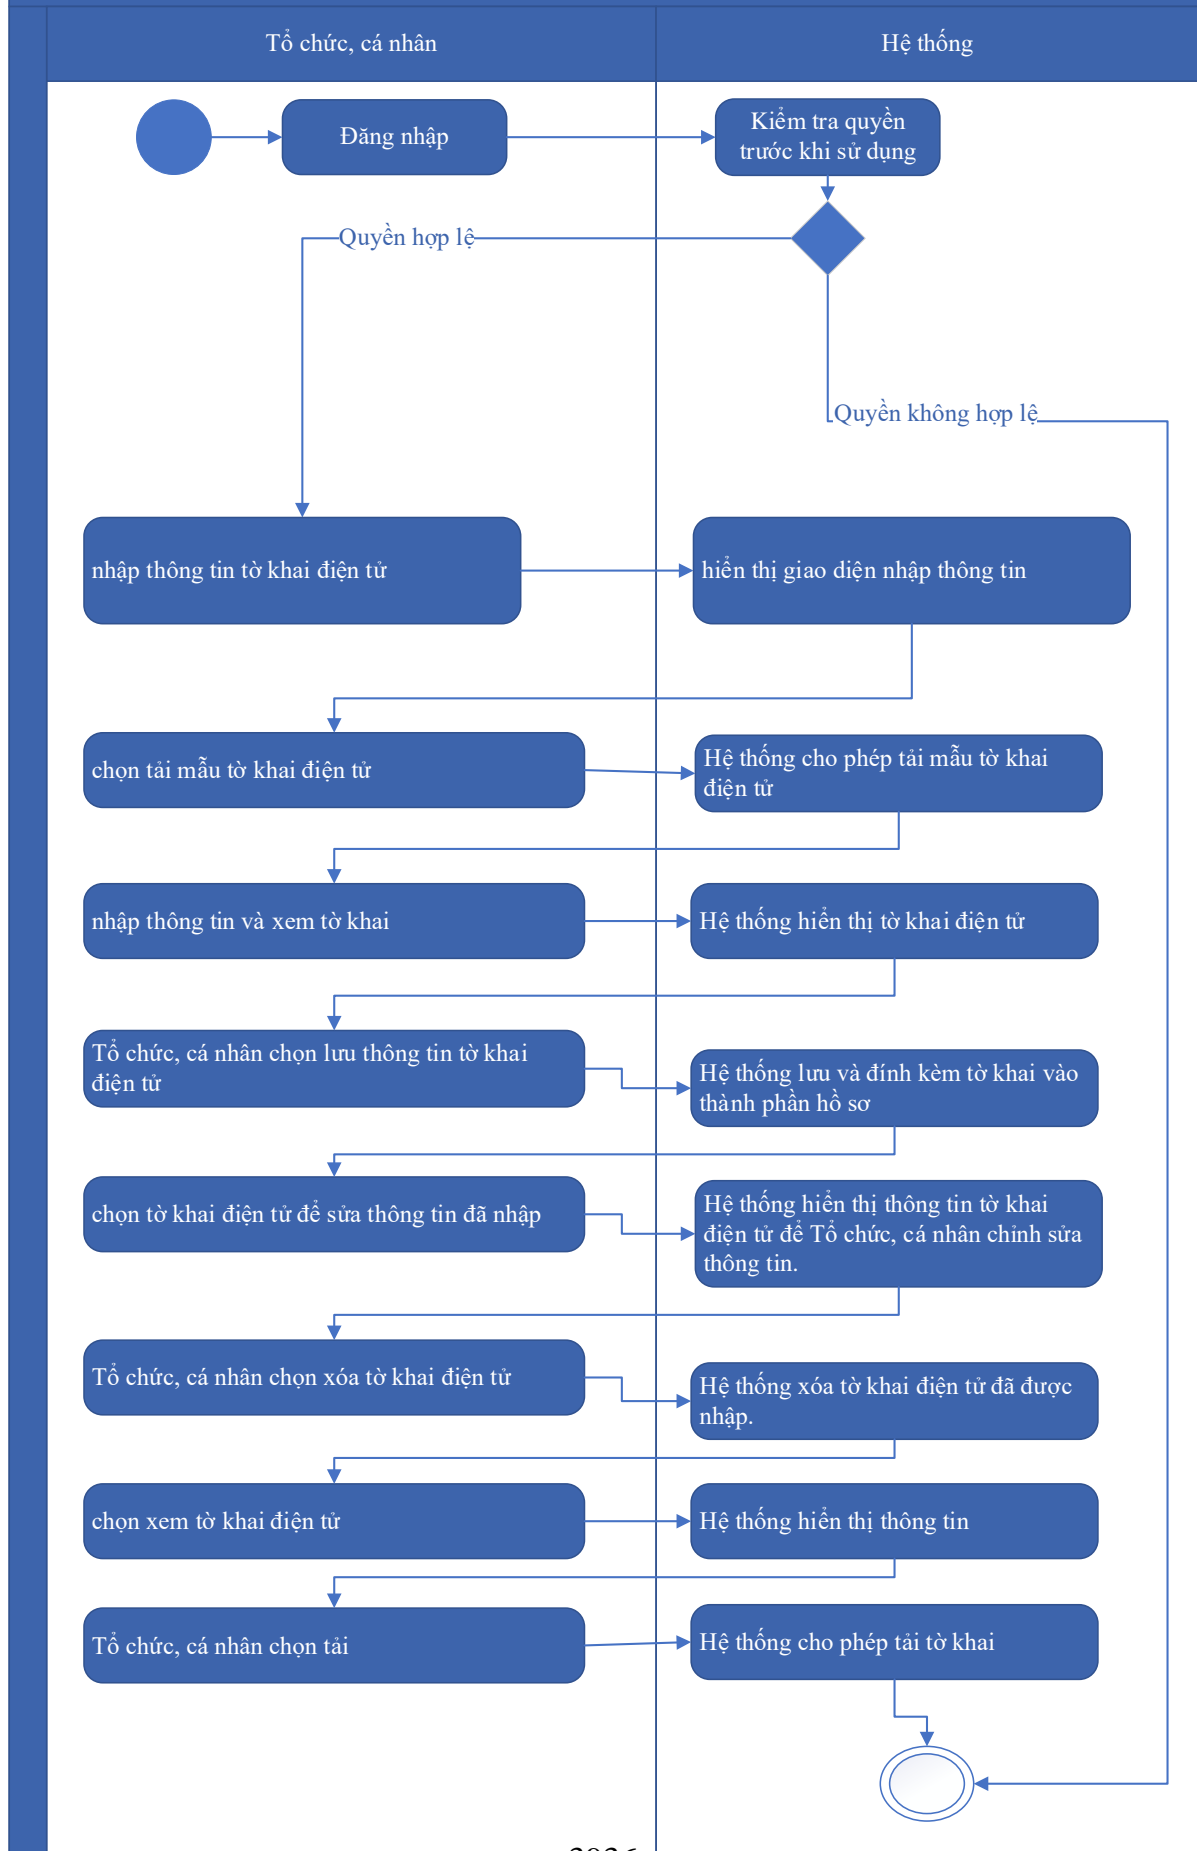 Tổ chức, cá nhân
Hệ thống
Đăng nhập
Kiểm tra quyền
trước khi sử dụng
Quyền hợp lệ
Quyền không hợp lệ
nhập thông tin tờ khai điện tử
hiển thị giao diện nhập thông tin
chọn tải mẫu tờ khai điện tử
Hệ thống cho phép tải mẫu tờ khai
điện tử
nhập thông tin và xem tờ khai
Hệ thống hiển thị tờ khai điện tử
Tổ chức, cá nhân chọn lưu thông tin tờ khai
điện tử
Hệ thống lưu và đính kèm tờ khai vào
thành phần hồ sơ
chọn tờ khai điện tử để sửa thông tin đã nhập
Hệ thống hiển thị thông tin tờ khai
điện tử để Tổ chức, cá nhân chỉnh sửa
thông tin.
Tổ chức, cá nhân chọn xóa tờ khai điện tử
Hệ thống xóa tờ khai điện tử đã được
nhập.
chọn xem tờ khai điện tử
Hệ thống hiển thị thông tin
Tổ chức, cá nhân chọn tải
Hệ thống cho phép tải tờ khai